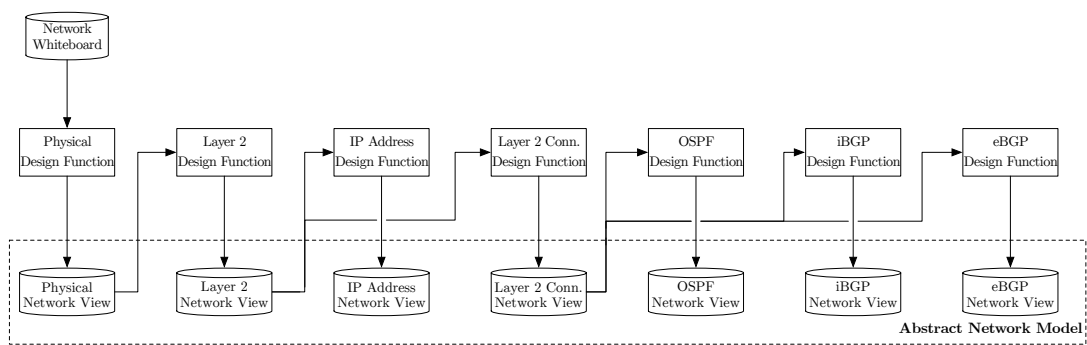 Network
Whiteboard
Physical
Design Function
Layer 2
Design Function
IP Address
Design Function
Layer 2 Conn.
Design Function
OSPF
Design Function
iBGP
Design Function
eBGP
Design Function
Physical
Network View
Layer 2
Network View
IP Address
Network View
Layer 2 Conn.
Network View
OSPF
Network View
iBGP
Network View
eBGP
Network View
Abstract Network Model